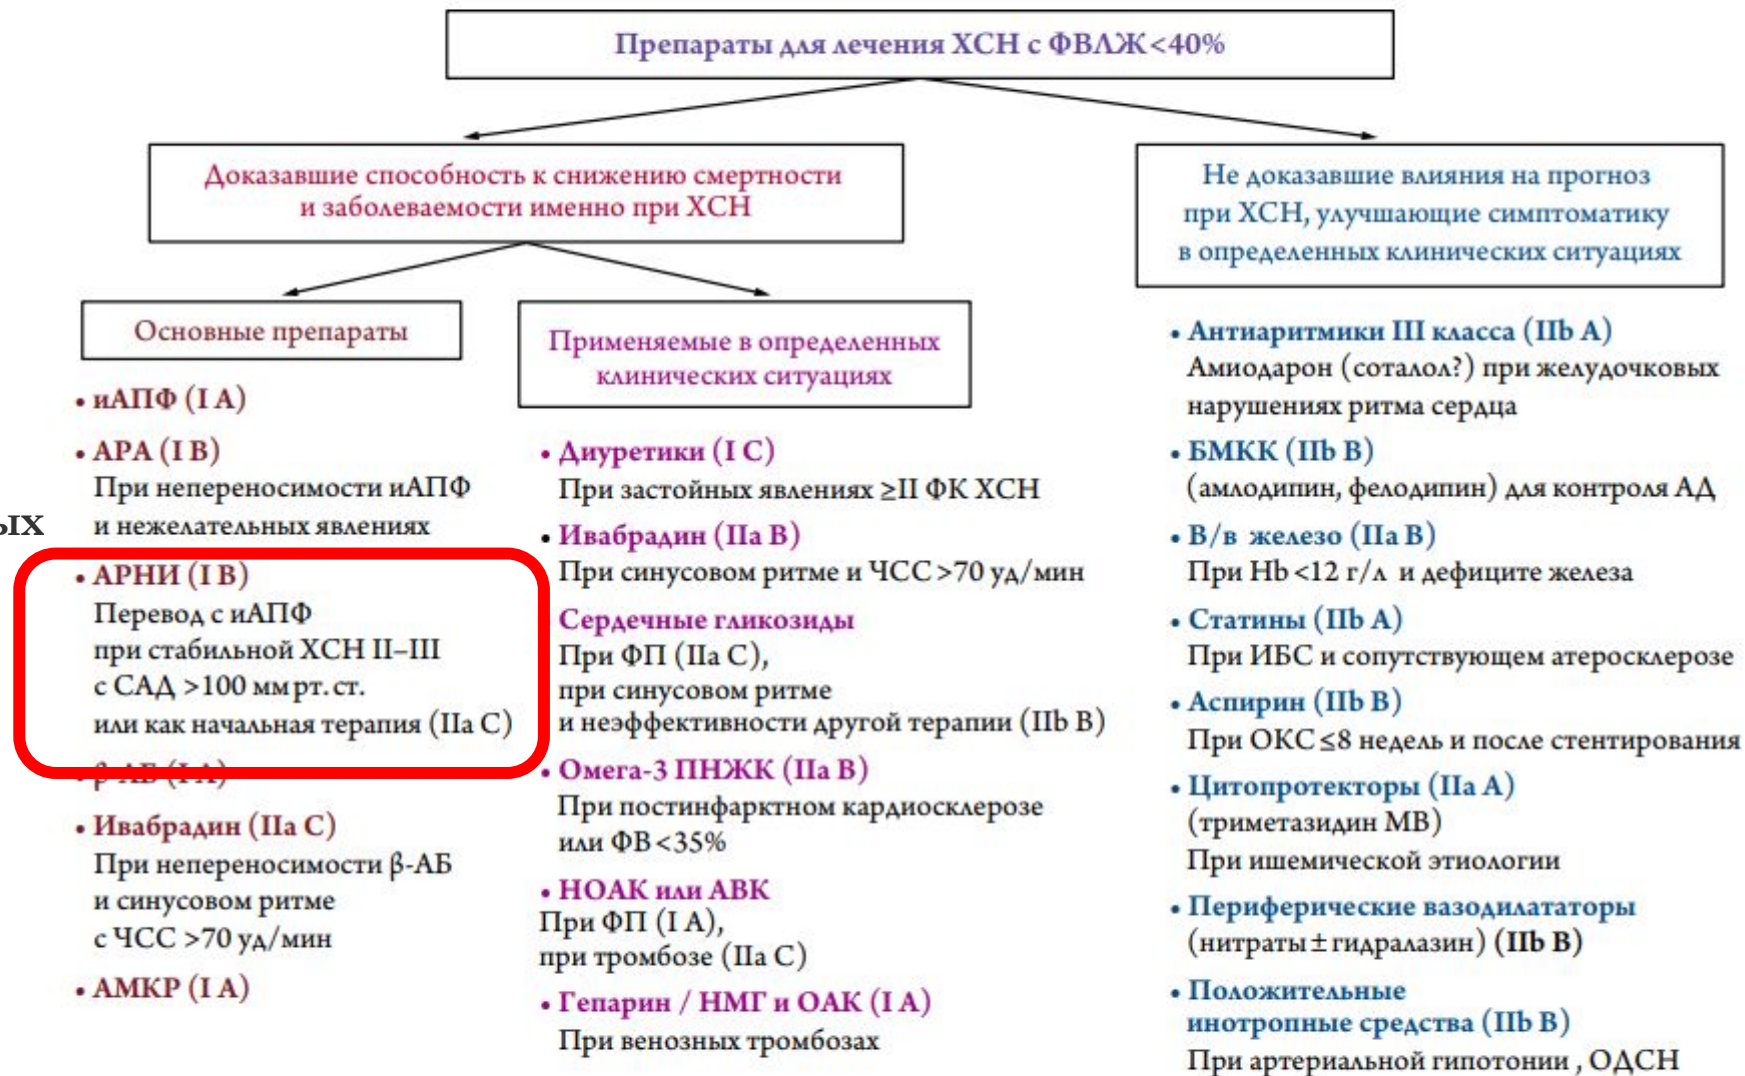 Препараты для лечения ХСН с ФВЛЖ<40%
Доказавшие способность к снижению смертности
и заболеваемости именно при ХСН
Не доказавшие влияния на прогноз
при ХСН, улучшающие симптоматику
в определенных клинических ситуациях
Основные препараты
• иАПФ (I A)
• АРА (I B)
При непереносимости иАПФ
и нежелательных явлениях
ых
• АРНИ (I B)
Перевод с иАПФ
при стабильной ХСН II–III
с САД >100 мм рт. ст.
или как начальная терапия (IIa C)
• β-АБ (I A)
• Ивабрадин (IIa C)
При непереносимости β-АБ
и синусовом ритме
с ЧСС >70 уд/мин
• АМКР (I A)
Применяемые в определенных
клинических ситуациях
• Диуретики (I C)
При застойных явлениях ≥II ФК ХСН
• Ивабрадин (IIa B)
При синусовом ритме и ЧСС>70 уд/мин
Сердечные гликозиды
При ФП (IIa C),
при синусовом ритме
и неэффективности другой терапии (IIb B)
• Омега-3 ПНЖК (IIa B)
При постинфарктном кардиосклерозе
или ФВ<35%
• НОАК или АВК
При ФП (I A),
при тромбозе (IIa C)
• Гепарин / НМГ и ОАК (I A)
При венозных тромбозах
• Антиаритмики III класса (IIb A)
Амиодарон (соталол?) при желудочковых
нарушениях ритма сердца
• БМКК (IIb B)
(амлодипин, фелодипин) для контроля АД
• В/в железо (IIa B)
При Hb<12 г/л и дефиците железа
• Статины (IIb A)
При ИБС и сопутствующем атеросклерозе
• Аспирин (IIb B)
При ОКС ≤8 недель и после стентирования
• Цитопротекторы (IIa A)
(триметазидин МВ)
При ишемической этиологии
• Периферические вазодилататоры
(нитраты ± гидралазин) (IIb B)
• Положительные
инотропные средства (IIb B)
При артериальной гипотонии , ОДСН